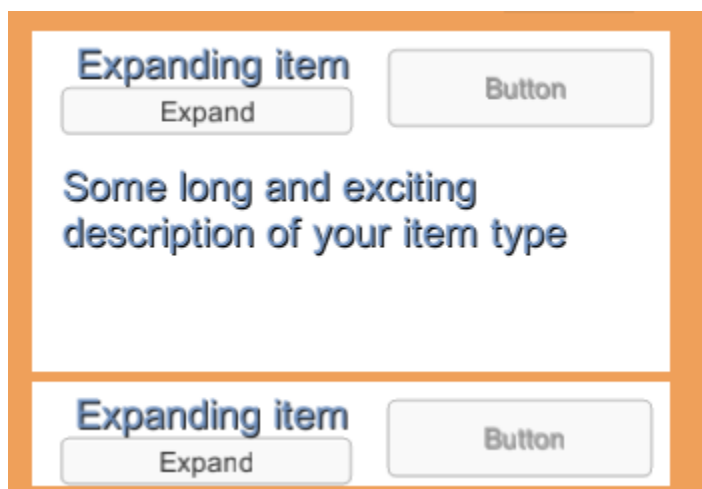 Expanding item
Button
Expand
Some long and exciting
description of your item type
Expanding item
Button
Expand